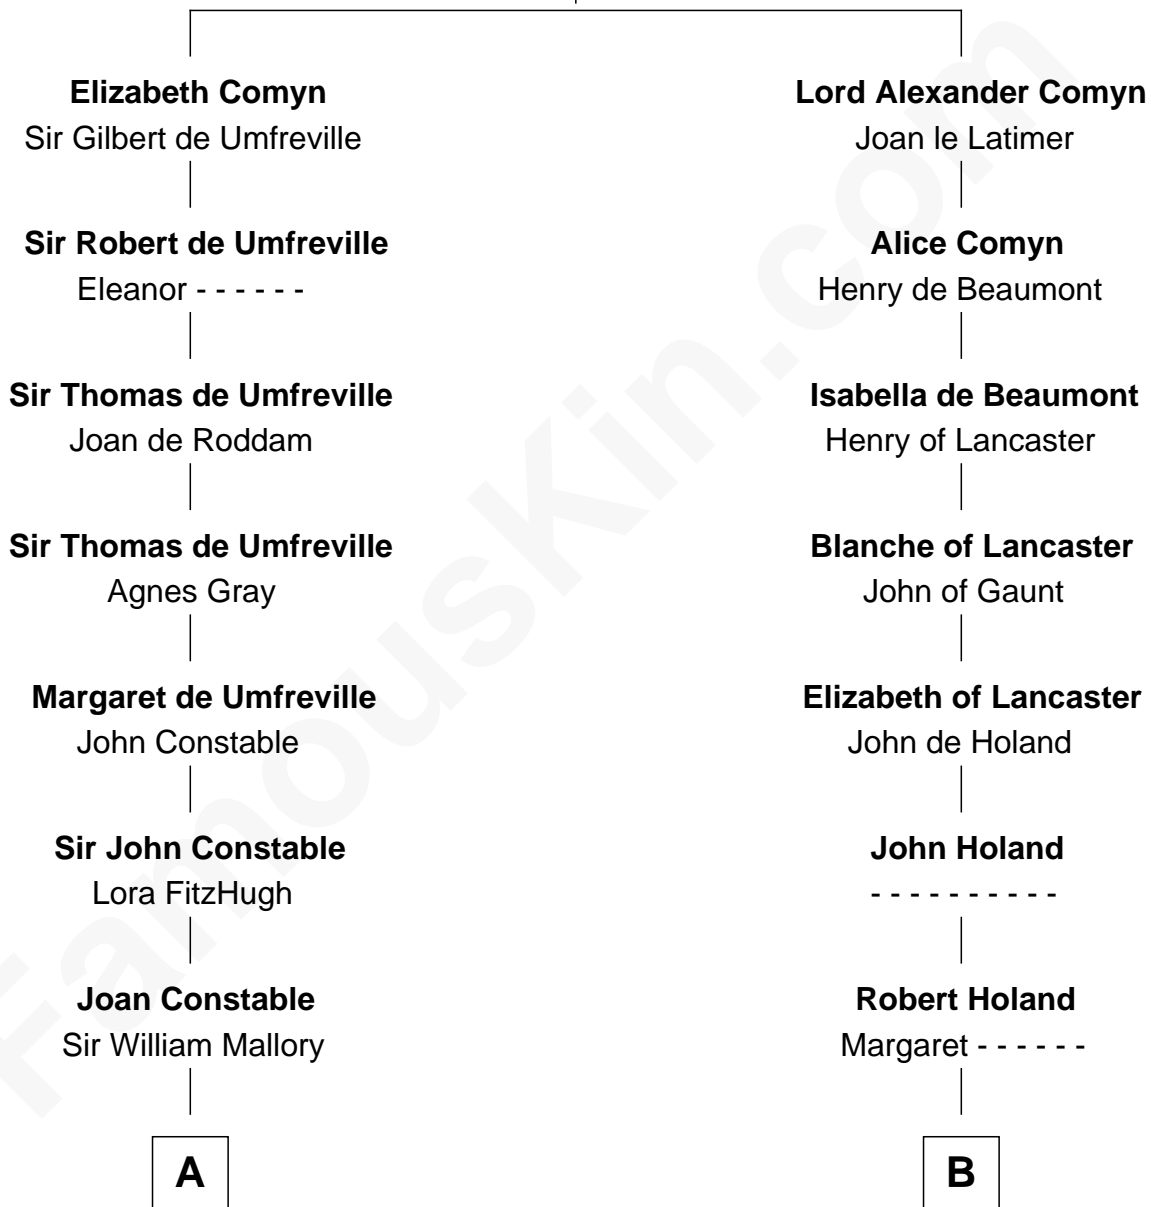 Elizabeth Comyn
Sir Gilbert de Umfreville
Sir Robert de Umfreville
Eleanor - - - - - -
Sir Thomas de Umfreville
Joan de Roddam
Sir Thomas de Umfreville
Agnes Gray
Margaret de Umfreville
John Constable
Sir John Constable
Lora FitzHugh
Joan Constable
Sir William Mallory
A
Lord Alexander Comyn
Joan le Latimer
Alice Comyn
Henry de Beaumont
Isabella de Beaumont
Henry of Lancaster
Blanche of Lancaster
John of Gaunt
Elizabeth of Lancaster
John de Holand
John Holand
- - - - - - - - - -
Robert Holand
Margaret - - - - - -
B
FamousKin.com